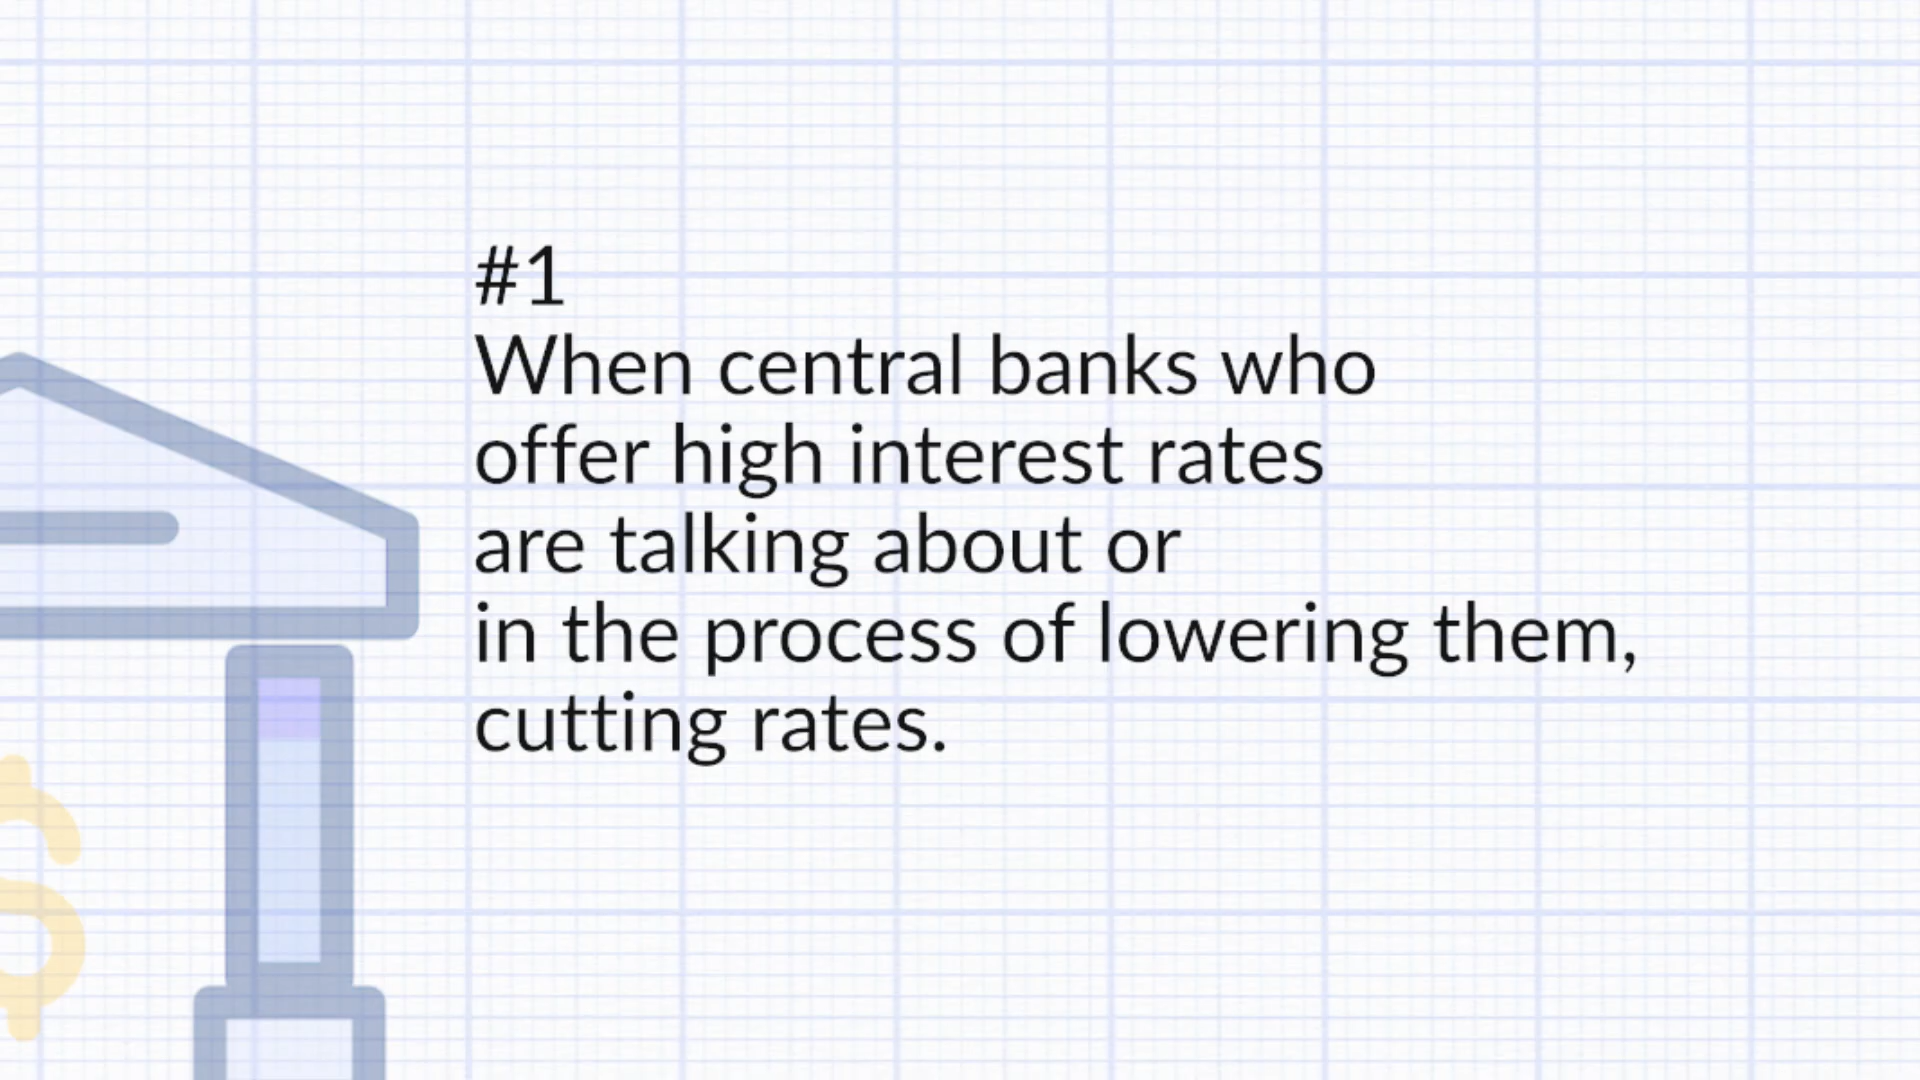 #1
When central banks who
offer high interest rates
are talking about or
in the process of lowering them,
cutting rates.
$